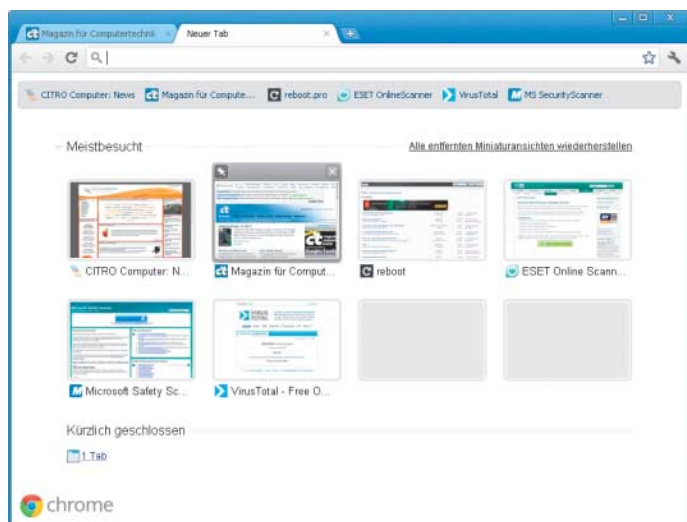 Magazin für Computertechnik
Neuer Tab
CITRO Computer: News
Magazin für Compute...
reboot.pro
ESET OnlineScanner
VirusTotal
MS SecurityScanner
Meistbesucht
Alle entfernten Miniaturansichten wiederherstellen
CITRO Computer: N...
ct Magazin für Comput...
reboot
ESET Online Scann...
Microsoft Safety Sc...
VirusTotal - Free O...
Kürzlich geschlossen
1 Tab
chrome